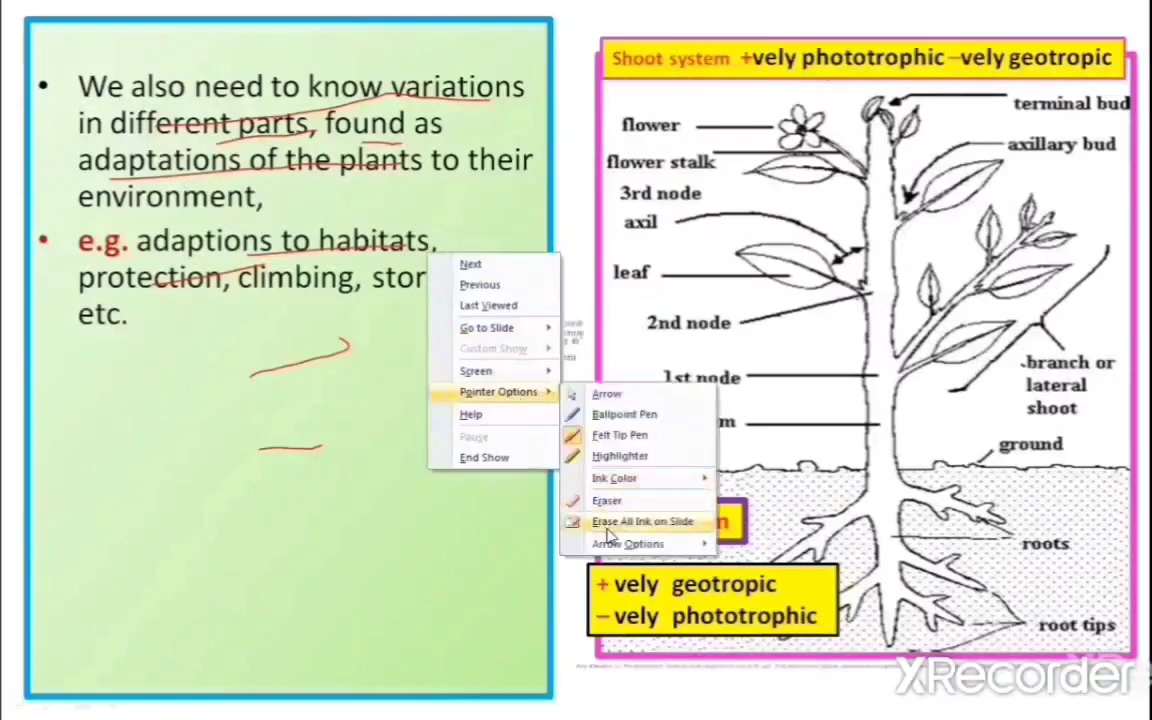 • We also need to know variations
in different parts, found as
adaptations of the plants to their
environment,
• e.g. adaptions to habitats,
protection, climbing, stor
etc.
Next
Previous
Last Viewed
Go to Slide
Custom Show
Screen
Pointer Options
Help
Pause
End Show
Arrow
Ballpoint Pen
Felt Tip Pen
Highlighter
Ink Color
Eraser
Erase All Ink on Slide
Arrow Options
Shoot system +vely phototrophic –vely geotropic
flower
flower stalk
3rd node
axil
leaf
2nd node
1st node
terminal bud
axillary bud
branch or
lateral
shoot
ground
roots
root tips
+ vely geotropic
– vely phototrophic
XRecorder